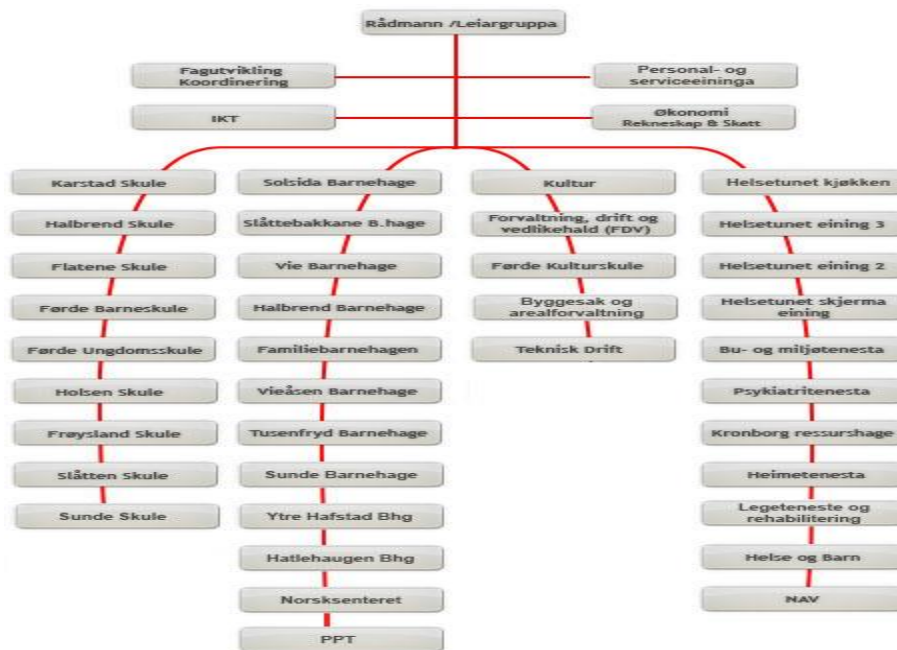 Rådmann /Leiargruppa
Fagutvikling
Koordinering
Personal- og
serviceeininga
IKT
Økonomi
Rekneskap & Skatt
Karstad Skule
Halbrend Skule
Flatene Skule
Førde Barneskule
Førde Ungdomsskule
Holsen Skule
Frøysland Skule
Slåtten Skule
Sunde Skule
Solsida Barnehage
Slåttebakkane B.hage
Vie Barnehage
Halbrend Barnehage
Familiebarnehagen
Vieåsen Barnehage
Tusenfryd Barnehage
Sunde Barnehage
Ytre Hafstad Bhg
Hatlehaugen Bhg
Norsksenteret
PPT
Kultur
Forvaltning, drift og
vedlikehald (FDV)
Førde Kulturskule
Byggesak og
arealforvaltning
Teknisk Drift
Helsetunet kjøkken
Helsetunet eining 3
Helsetunet eining 2
Helsetunet skjerma
eining
Bu- og miljøtenesta
Psykiatritenesta
Kronborg ressurshage
Heimetenesta
Legeteneste og
rehabilitering
Helse og Barn
NAV